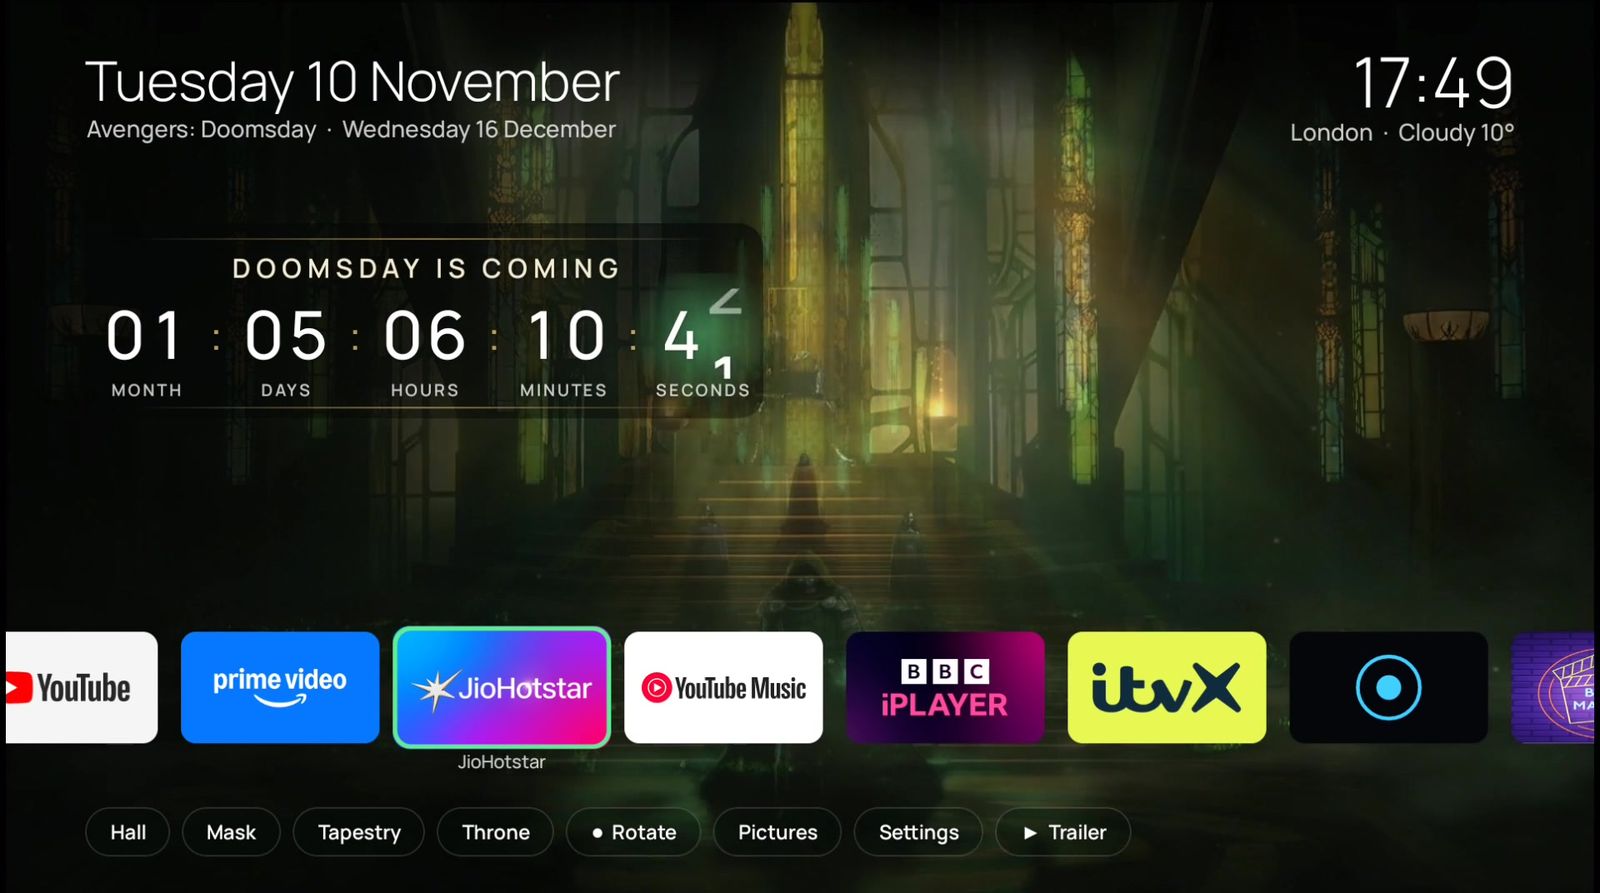 Tuesday 10 November
17:49
Avengers: Doomsday · Wednesday 16 December
London · Cloudy 10°
DOOMSDAY IS COMING
01 : 05 : 06 : 10 : 4
MONTH DAYS HOURS MINUTES SECONDS
YouTube
prime video
JioHotstar
YouTube Music
BBC
iPLAYER
itvX
JioHotstar
Hall
Mask
Tapestry
Throne
● Rotate
Pictures
Settings
► Trailer